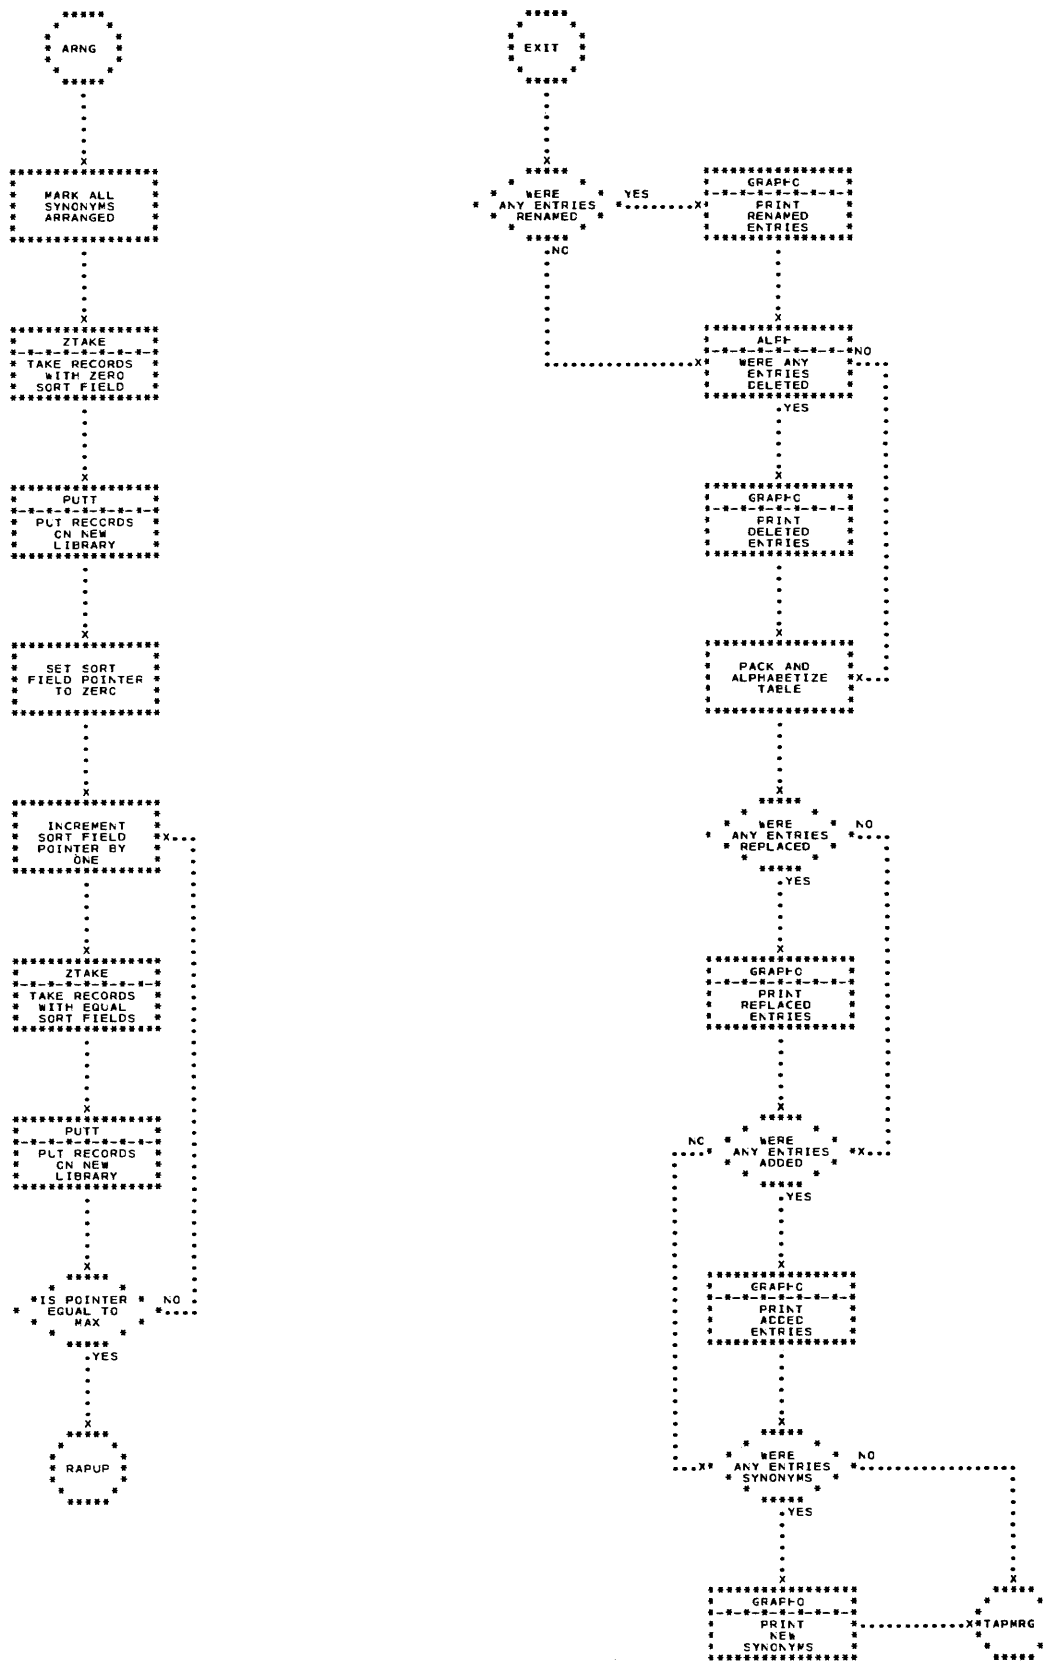 ARNG
MARK ALL
SYNONYMS
ARRANGED
ZTAKE
TAKE RECORDS
WITH ZERO
SORT FIELD
PUTT
PUT RECORDS
ON NEW
LIBRARY
SET SORT
FIELD POINTER
TO ZERO
INCREMENT
SORT FIELD
POINTER BY
ONE
ZTAKE
TAKE RECORDS
WITH EQUAL
SORT FIELDS
PUTT
PUT RECORDS
ON NEW
LIBRARY
IS POINTER
EQUAL TO
MAX
NO
YES
RAPUP
EXIT
WERE
ANY ENTRIES
RENAMED
YES
NO
GRAPHO
PRINT
RENAMED
ENTRIES
ALPH
WERE ANY
ENTRIES
DELETED
NO
YES
GRAPHO
PRINT
DELETED
ENTRIES
PACK AND
ALPHABETIZE
TABLE
WERE
ANY ENTRIES
REPLACED
NO
YES
GRAPHO
PRINT
REPLACED
ENTRIES
NO
WERE
ANY ENTRIES
ADDED
YES
GRAPHO
PRINT
ADDED
ENTRIES
WERE
ANY ENTRIES
SYNONYMS
NO
YES
GRAPHO
PRINT
NEW
SYNONYMS
TAPMRG